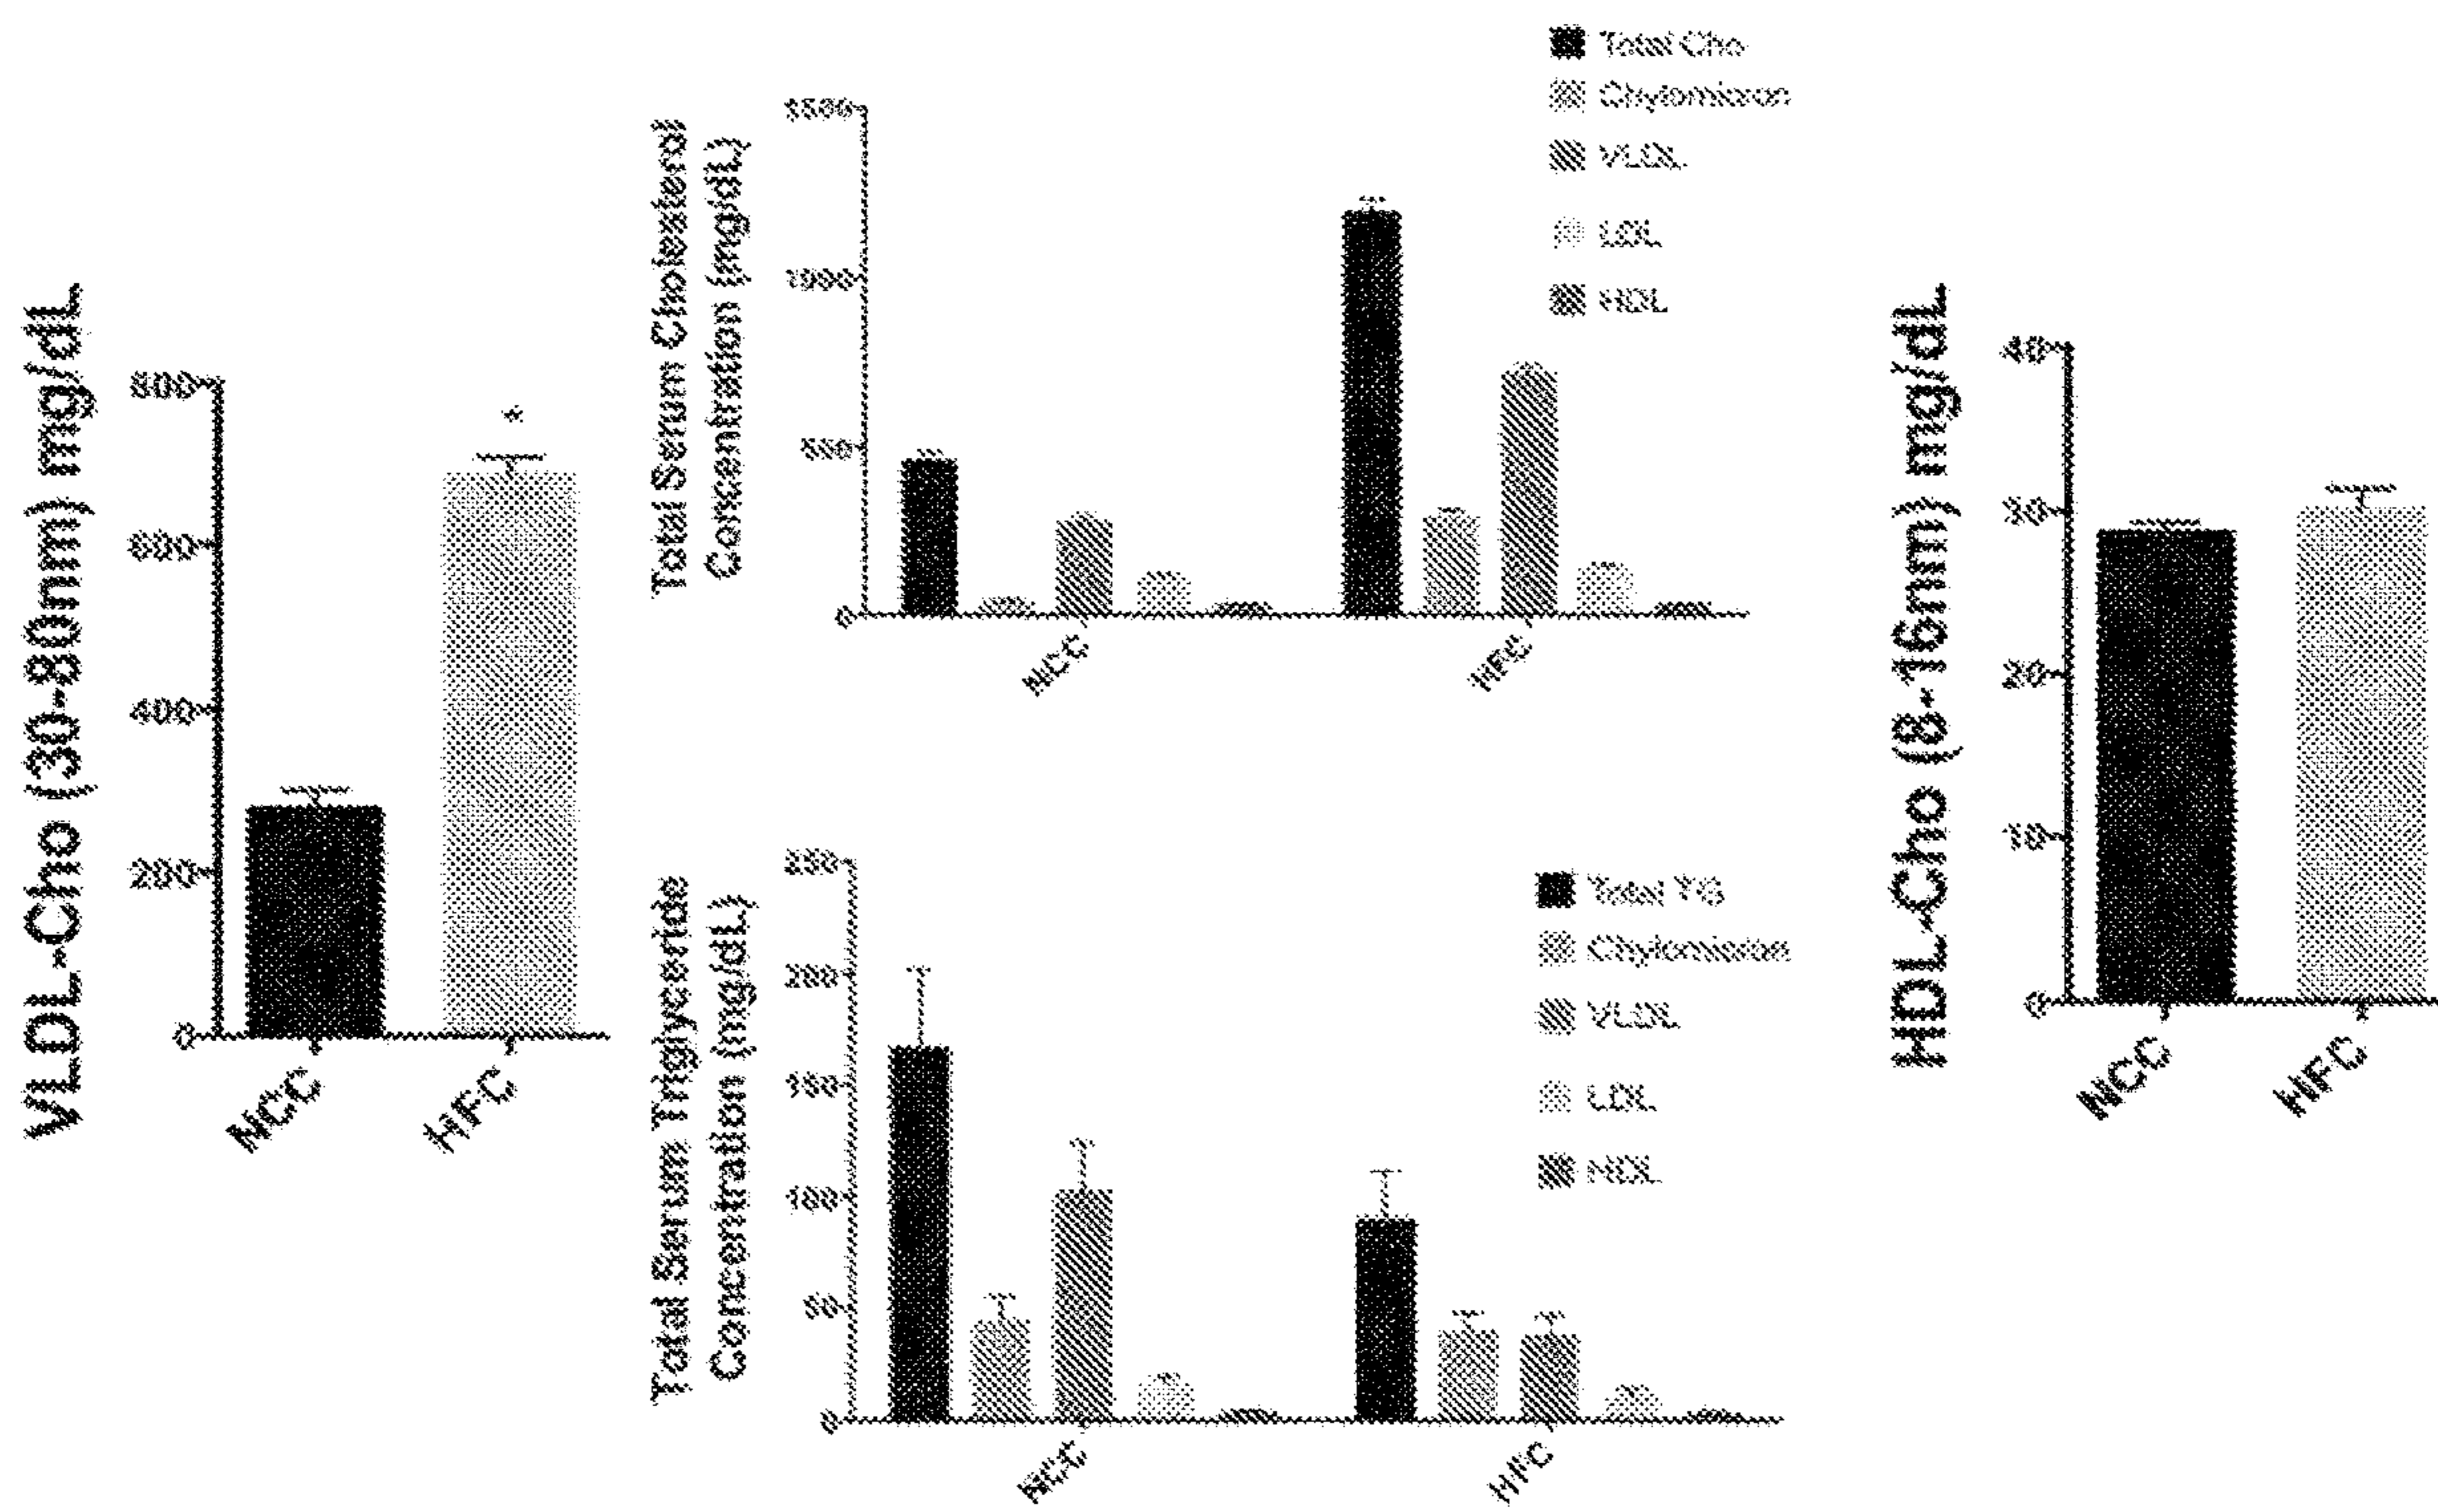 VLDL-Cho (30-80nm) mg/dL
800
600
400
200
0
NCC
HFC
*
Total Serum Cholesterol
Concentration (mg/dL)
1500
1000
500
0
NCC
HFC
Total Cho
Chylomicron
VLDL
LDL
HDL
Total Serum Triglyceride
Concentration (mg/dL)
250
200
150
100
50
0
NCC
HFC
Total TG
Chylomicron
VLDL
LDL
HDL
HDL-Cho (8-16nm) mg/dL
40
30
20
10
0
NCC
HFC